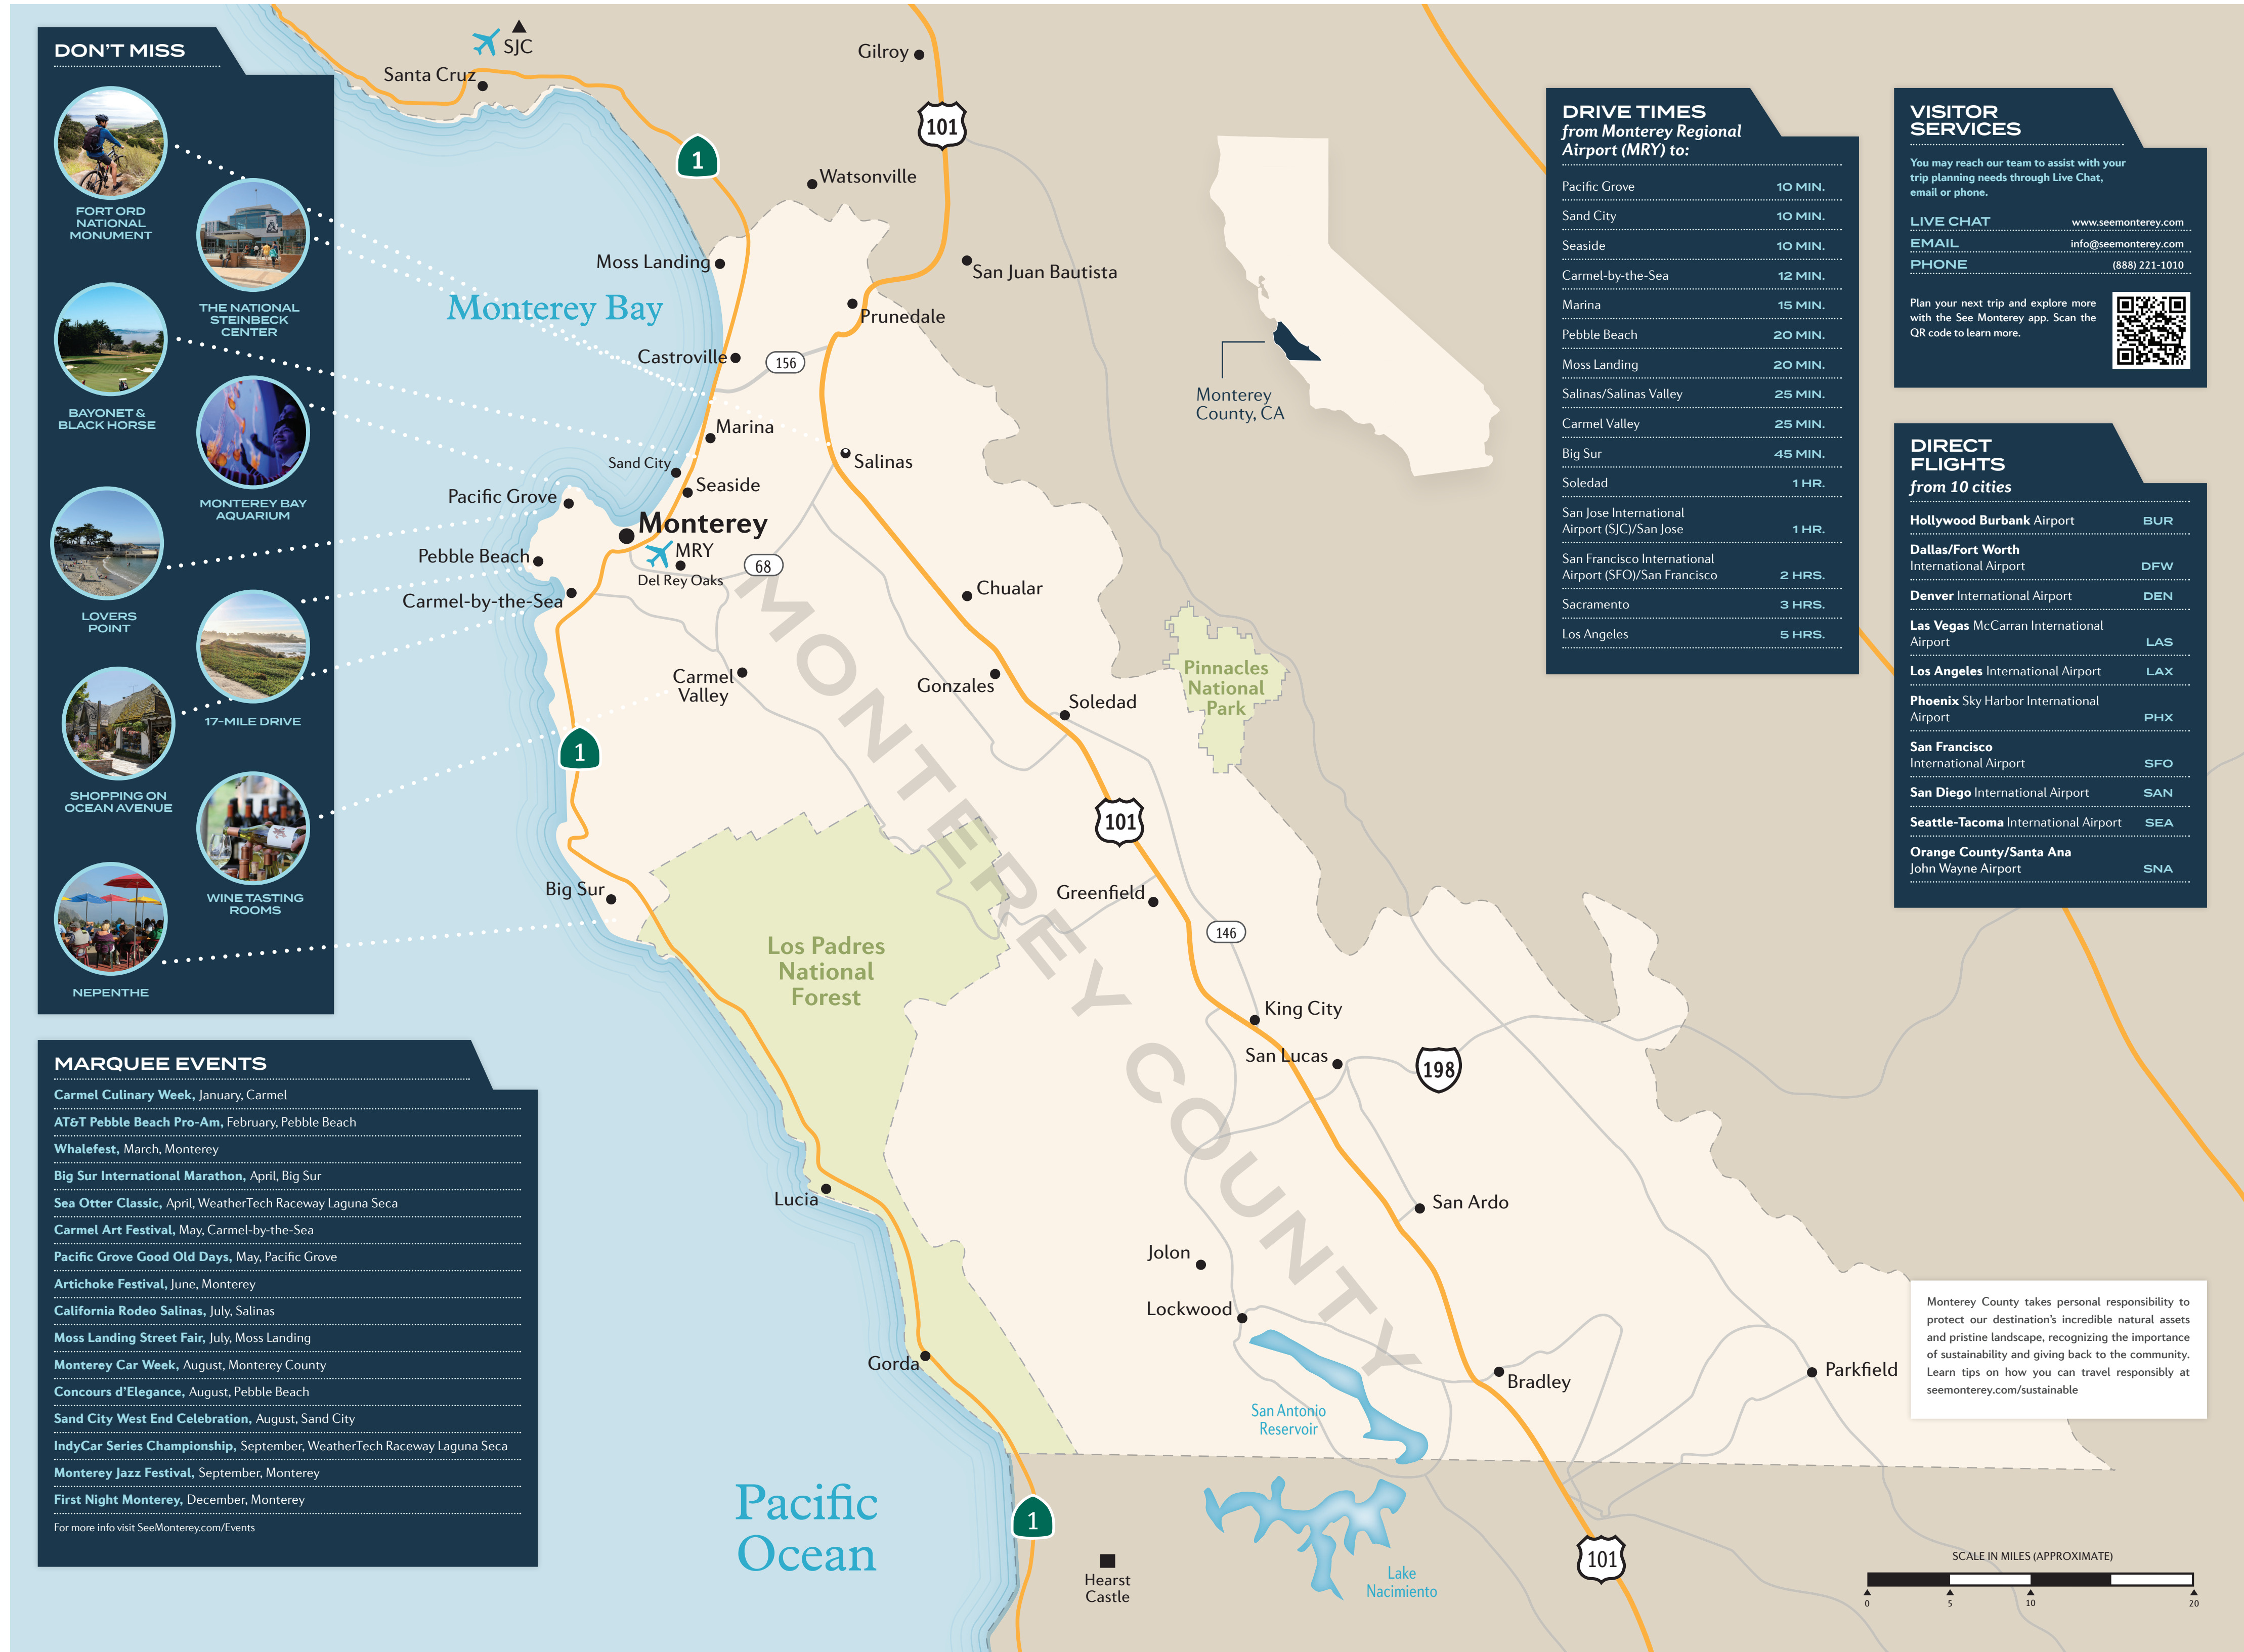 DON'T MISS
FORT ORD
NATIONAL
MONUMENT
THE NATIONAL
STEINBECK
CENTER
BAYONET &
BLACK HORSE
MONTEREY BAY
AQUARIUM
LOVERS
POINT
17-MILE DRIVE
SHOPPING ON
OCEAN AVENUE
WINE TASTING
ROOMS
NEPENTHE
MARQUEE EVENTS
Carmel Culinary Week, January, Carmel
AT&T Pebble Beach Pro-Am, February, Pebble Beach
Whalefest, March, Monterey
Big Sur International Marathon, April, Big Sur
Sea Otter Classic, April, WeatherTech Raceway Laguna Seca
Carmel Art Festival, May, Carmel-by-the-Sea
Pacific Grove Good Old Days, May, Pacific Grove
Artichoke Festival, June, Monterey
California Rodeo Salinas, July, Salinas
Moss Landing Street Fair, July, Moss Landing
Monterey Car Week, August, Monterey County
Concours d'Elegance, August, Pebble Beach
Sand City West End Celebration, August, Sand City
IndyCar Series Championship, September, WeatherTech Raceway Laguna Seca
Monterey Jazz Festival, September, Monterey
First Night Monterey, December, Monterey
For more info visit SeeMonterey.com/Events
SJC
Santa Cruz
Gilroy
101
1
Watsonville
Moss Landing
San Juan Bautista
Monterey Bay
Prunedale
Castroville
156
Marina
Sand City
Salinas
Seaside
Pacific Grove
Monterey
MRY
Pebble Beach
68
Del Rey Oaks
Carmel-by-the-Sea
Chualar
Carmel
Valley
Gonzales
Soledad
Pinnacles
National
Park
1
101
MONTEREY COUNTY
Big Sur
Greenfield
146
Los Padres
National
Forest
King City
San Lucas
198
Lucia
San Ardo
Jolon
Lockwood
Gorda
Bradley
Parkfield
San Antonio
Reservoir
Pacific
Ocean
1
101
Hearst
Castle
Lake
Nacimiento
Monterey
County, CA
DRIVE TIMES
from Monterey Regional
Airport (MRY) to:
Pacific Grove 10 MIN.
Sand City 10 MIN.
Seaside 10 MIN.
Carmel-by-the-Sea 12 MIN.
Marina 15 MIN.
Pebble Beach 20 MIN.
Moss Landing 20 MIN.
Salinas/Salinas Valley 25 MIN.
Carmel Valley 25 MIN.
Big Sur 45 MIN.
Soledad 1 HR.
San Jose International
Airport (SJC)/San Jose 1 HR.
San Francisco International
Airport (SFO)/San Francisco 2 HRS.
Sacramento 3 HRS.
Los Angeles 5 HRS.
VISITOR
SERVICES
You may reach our team to assist with your
trip planning needs through Live Chat,
email or phone.
LIVE CHAT www.seemonterey.com
EMAIL info@seemonterey.com
PHONE (888) 221-1010
Plan your next trip and explore more
with the See Monterey app. Scan the
QR code to learn more.
DIRECT
FLIGHTS
from 10 cities
Hollywood Burbank Airport BUR
Dallas/Fort Worth
International Airport DFW
Denver International Airport DEN
Las Vegas McCarran International
Airport LAS
Los Angeles International Airport LAX
Phoenix Sky Harbor International
Airport PHX
San Francisco
International Airport SFO
San Diego International Airport SAN
Seattle-Tacoma International Airport SEA
Orange County/Santa Ana
John Wayne Airport SNA
Monterey County takes personal responsibility to
protect our destination's incredible natural assets
and pristine landscape, recognizing the importance
of sustainability and giving back to the community.
Learn tips on how you can travel responsibly at
seemonterey.com/sustainable
SCALE IN MILES (APPROXIMATE)
0 5 10 20